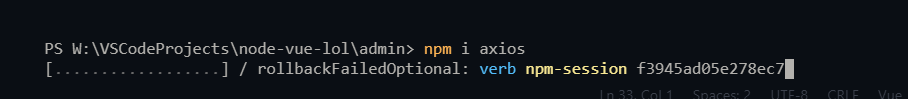 PS W:\VSCodeProjects\node-vue-lol\admin> npm i axios
[..................] / rollbackFailedOptional: verb npm-session f3945ad05e278ec7
Ln 33, Col 1 Spaces: 2 UTF-8 CRLF Vue